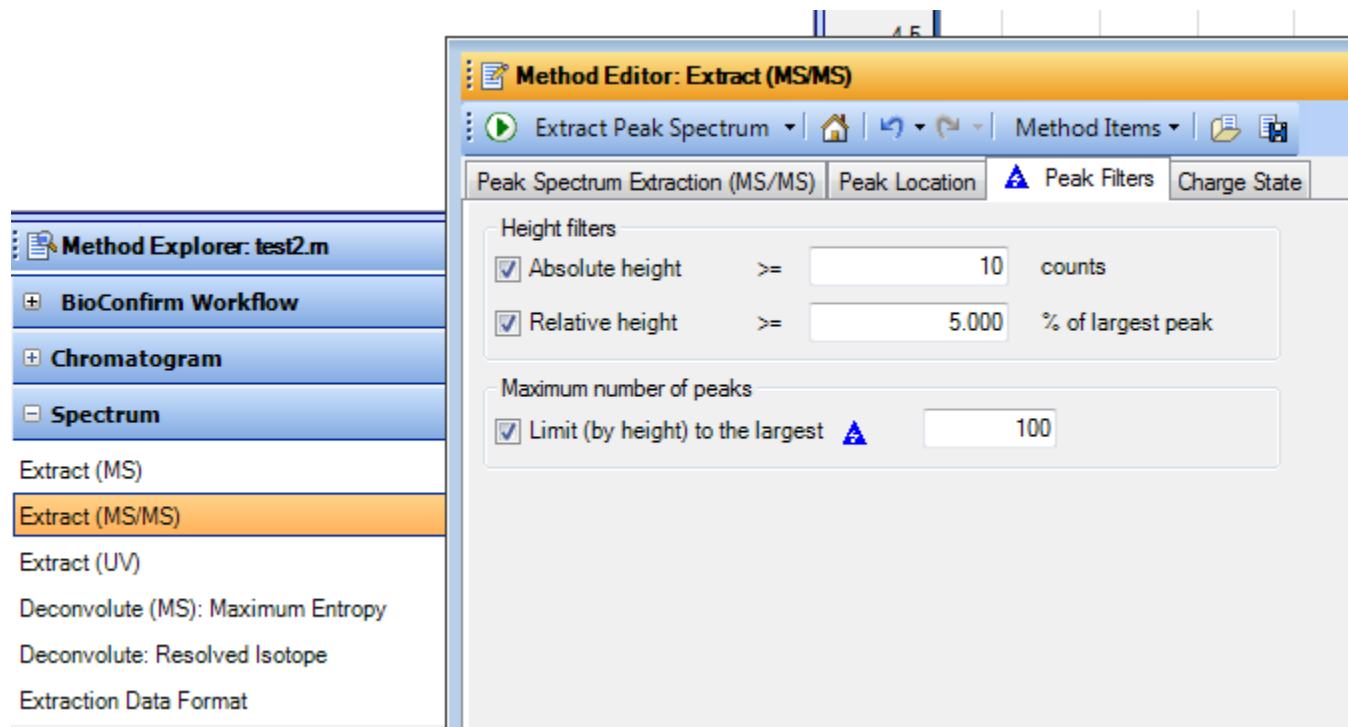 4.5
Method Editor: Extract (MS/MS)
Extract Peak Spectrum
Method Items
Peak Spectrum Extraction (MS/MS)
Peak Location
Peak Filters
Charge State
Height filters
Absolute height >= 10 counts
Relative height >= 5.000 % of largest peak
Maximum number of peaks
Limit (by height) to the largest 100
Method Explorer: test2.m
BioConfirm Workflow
Chromatogram
Spectrum
Extract (MS)
Extract (MS/MS)
Extract (UV)
Deconvolute (MS): Maximum Entropy
Deconvolute: Resolved Isotope
Extraction Data Format